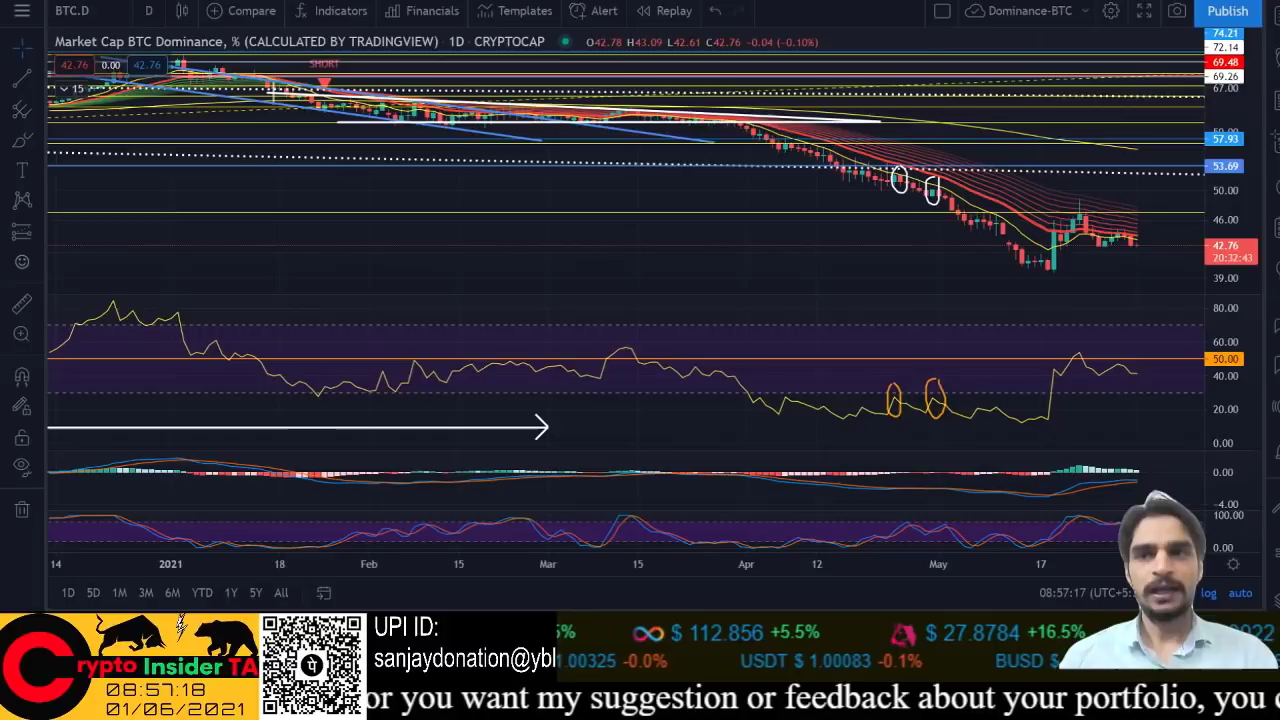 BTC.D D Compare Indicators Financials Templates Alert Replay Dominance-BTC Publish
Market Cap BTC Dominance, % (CALCULATED BY TRADINGVIEW) 1D CRYPTOCAP O42.78 H43.09 L42.61 C42.76 -0.04 (-0.10%)
42.76 0.00 42.76
SHORT
15
74.21
72.14
69.48
69.26
67.00
57.93
53.69
50.00
46.00
42.76
20:32:43
39.00
80.00
60.00
50.00
40.00
20.00
0.00
0.00
-4.00
100.00
0.00
14 2021 18 Feb 15 Mar 15 Apr 12 May 17
1D 5D 1M 3M 6M YTD 1Y 5Y All 08:57:17 (UTC+5: log auto
Crypto Insider TA
08:57:18
01/06/2021
UPI ID:
sanjaydonation@ybl
5% $ 112.856 +5.5% $ 27.8784 +16.5%
1.00325 -0.0% USDT $ 1.00083 -0.1% BUSD
or you want my suggestion or feedback about your portfolio, you